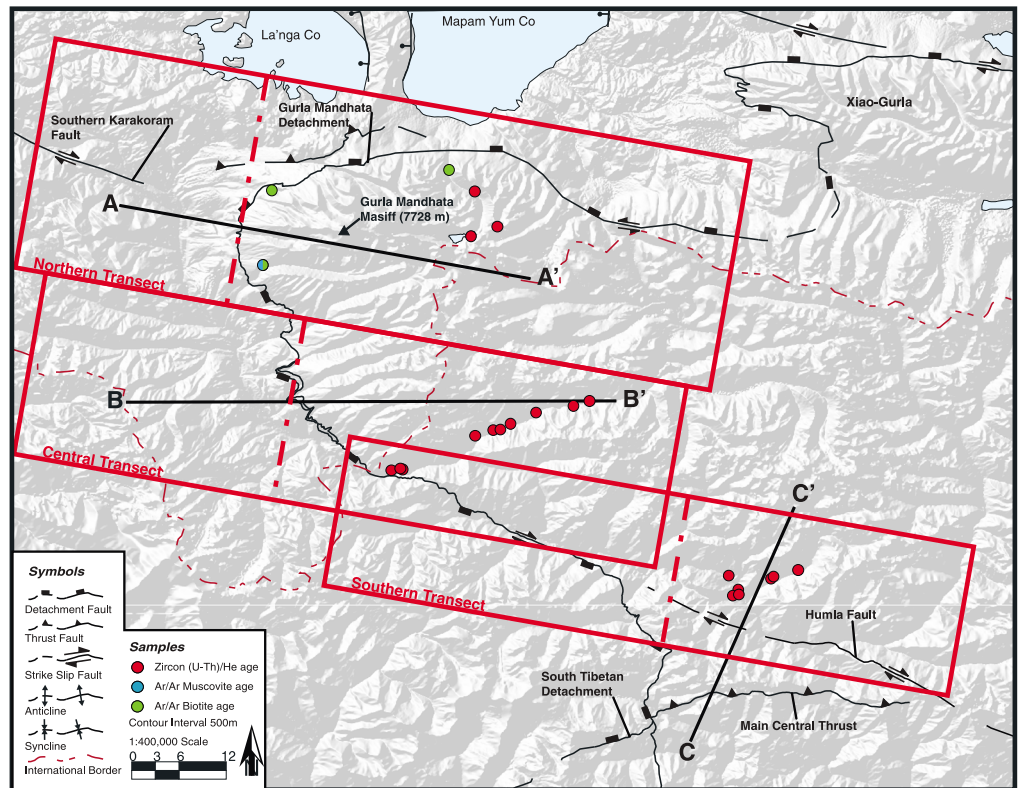 Mapam Yum Co
La'nga Co
Xiao-Gurla
Gurla Mandhata
Detachment
Southern Karakoram
Fault
A
Gurla Mandhata
Masiff (7728 m)
A'
Northern Transect
B
B'
Central Transect
C'
Southern Transect
Humla Fault
South Tibetan
Detachment
Main Central Thrust
C
Symbols
Detachment Fault
Thrust Fault
Strike Slip Fault
Anticline
Syncline
International Border
Samples
Zircon (U-Th)/He age
Ar/Ar Muscovite age
Ar/Ar Biotite age
Contour Interval 500m
1:400,000 Scale
0 3 6 12